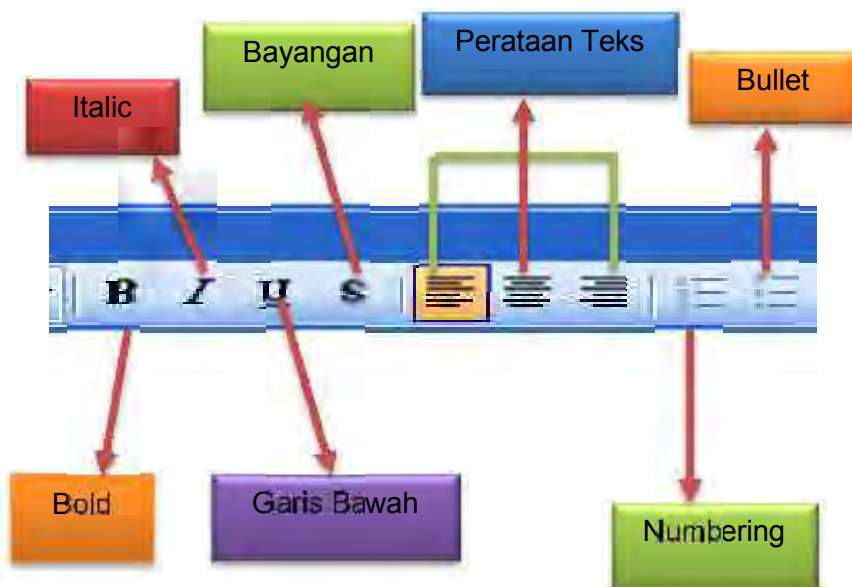 Bayangan
Perataan Teks
Bullet
Italic
B I U S
Bold
Garis Bawah
Numbering